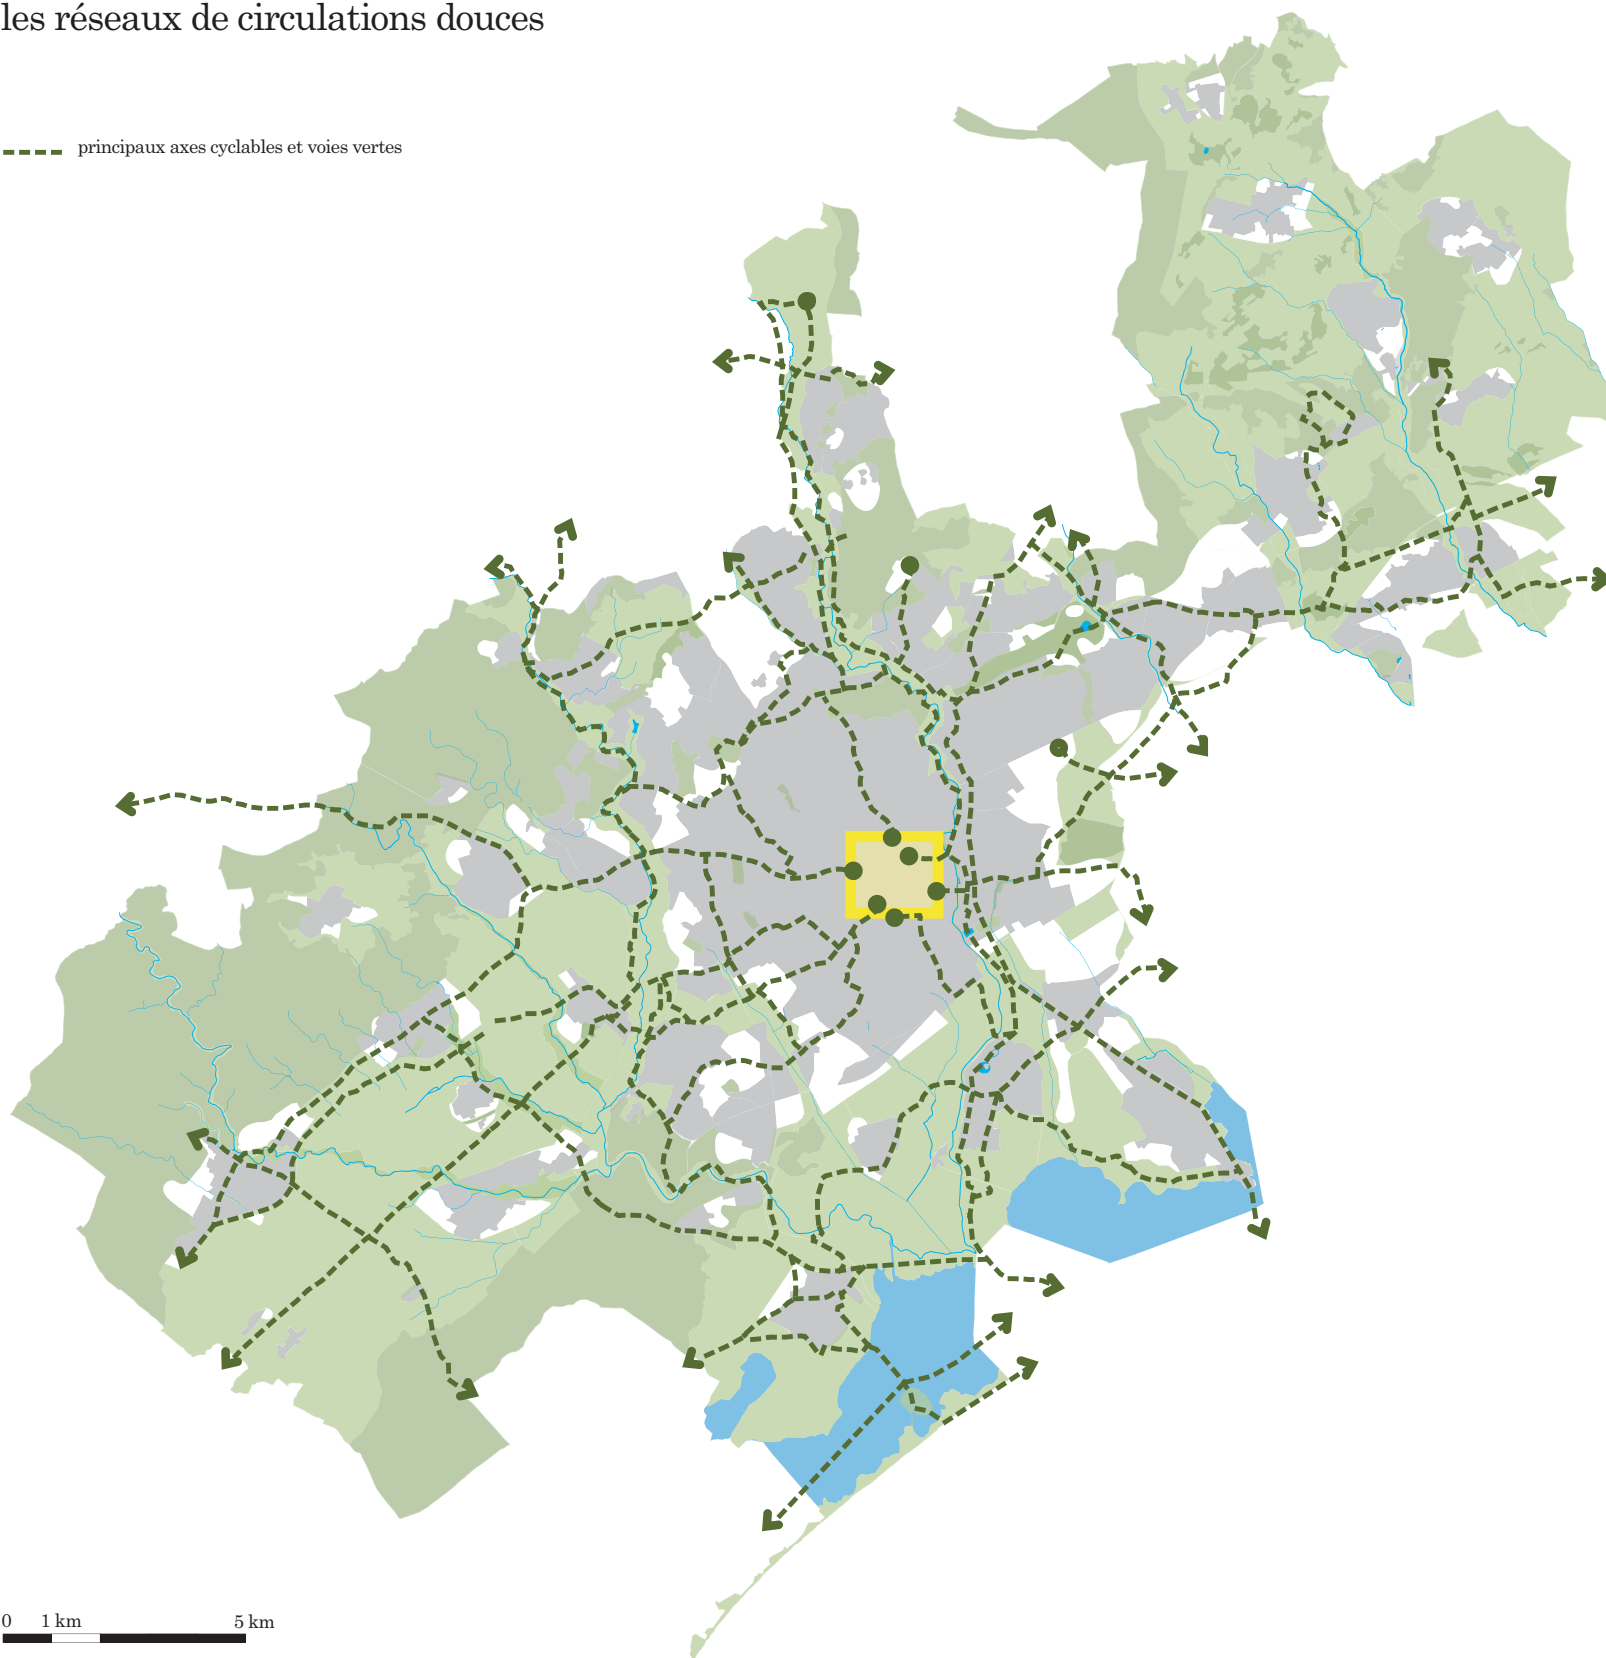 les réseaux de circulations douces
principaux axes cyclables et voies vertes
0 1 km 5 km